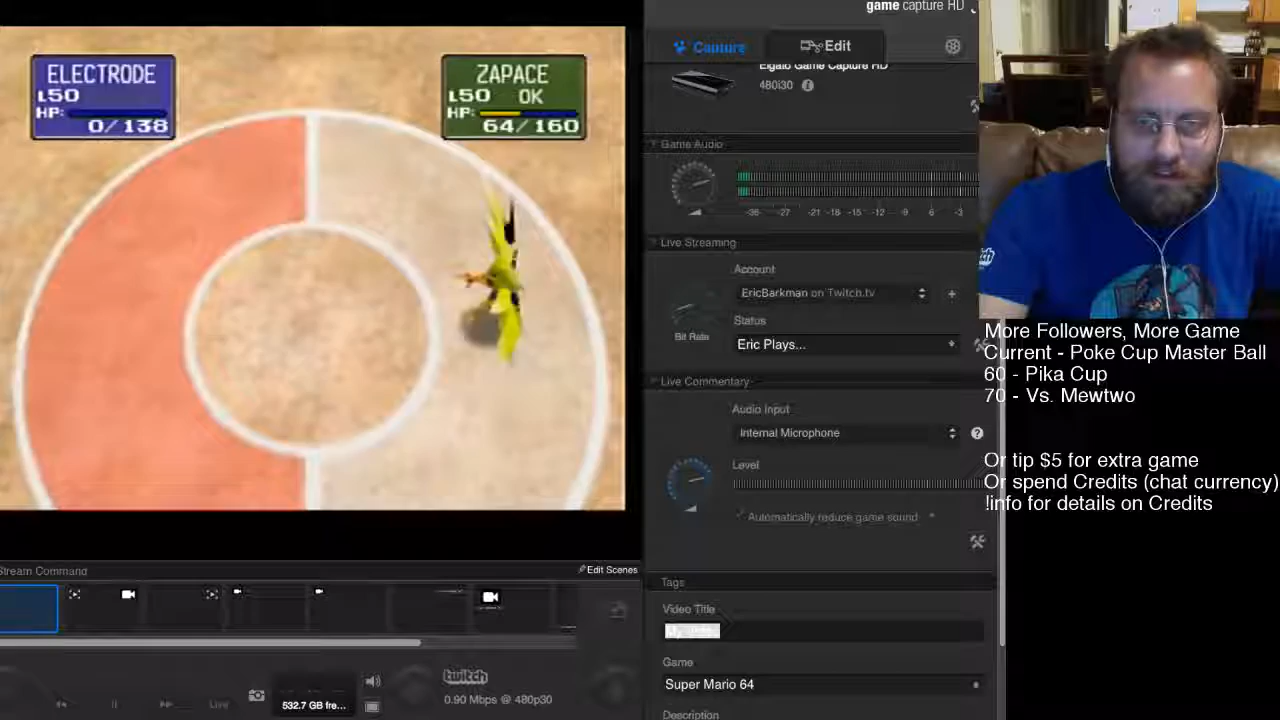 game capture HD
Capture
Edit
Elgato Game Capture HD
480i30
ELECTRODE
L50
HP:
0/138
ZAPACE
L50 OK
HP:
64/160
Game Audio
-36 -27 -21 -18 -15 -12 -9 6 -3
Live Streaming
Account
EricBarkman on Twitch.tv
Bit Rate
Status
Eric Plays...
Live Commentary
Audio Input
Internal Microphone
Level
Automatically reduce game sound
More Followers, More Game
Current - Poke Cup Master Ball
60 - Pika Cup
70 - Vs. Mewtwo
Or tip $5 for extra game
Or spend Credits (chat currency)
!info for details on Credits
Stream Command
Edit Scenes
Tags
Video Title
Game
Super Mario 64
Description
Live
532.7 GB fre...
twitch
0.90 Mbps @ 480p30